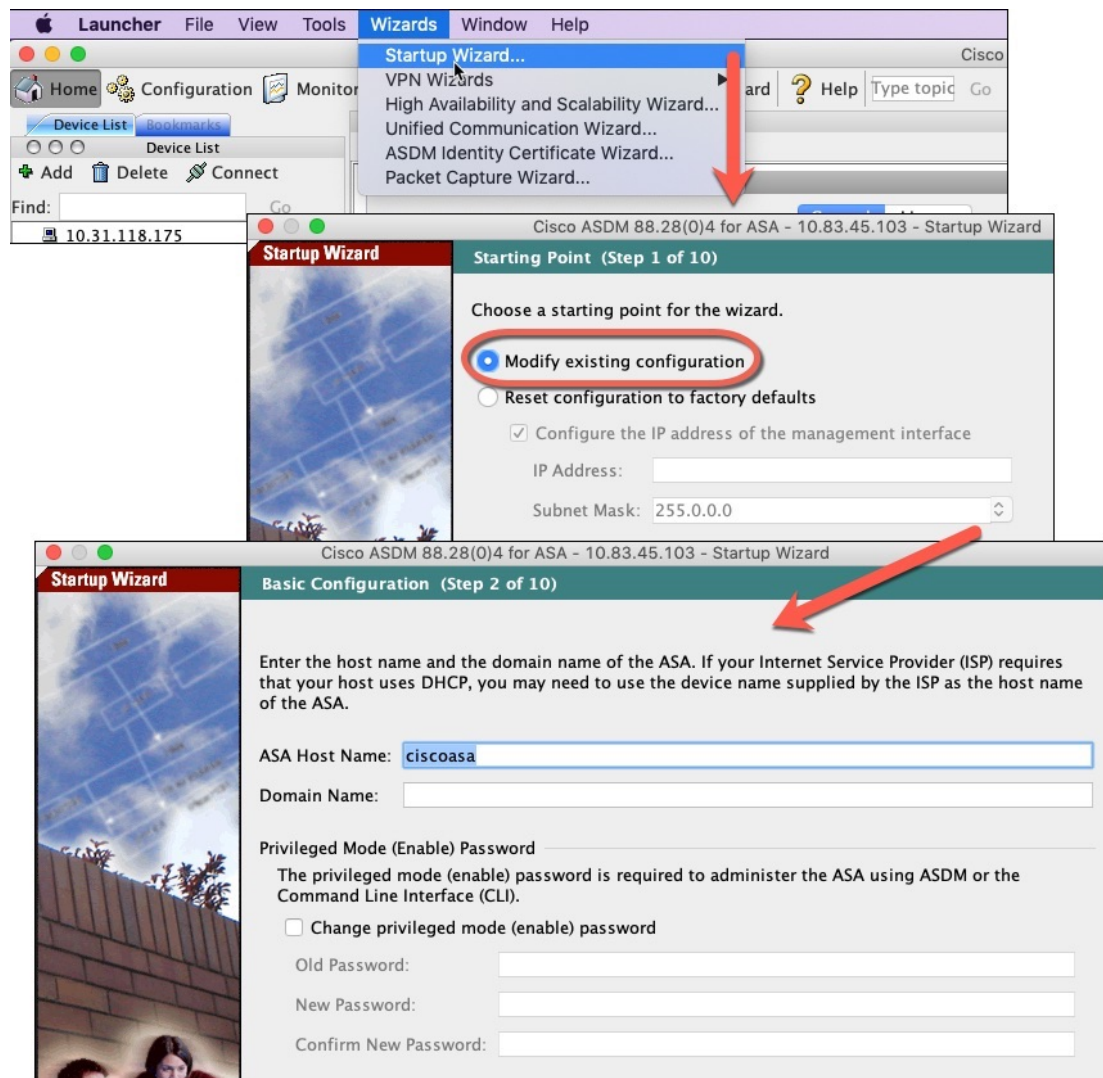 Launcher File View Tools Wizards Window Help
Startup Wizard...
VPN Wizards
High Availability and Scalability Wizard...
Unified Communication Wizard...
ASDM Identity Certificate Wizard...
Packet Capture Wizard...
Cisco
Home Configuration Monitor ard Help Type topic Go
Device List Bookmarks
Device List
Add Delete Connect
Find: Go
10.31.118.175
Cisco ASDM 88.28(0)4 for ASA - 10.83.45.103 - Startup Wizard
Startup Wizard
Starting Point (Step 1 of 10)
Choose a starting point for the wizard.
Modify existing configuration
Reset configuration to factory defaults
Configure the IP address of the management interface
IP Address:
Subnet Mask: 255.0.0.0
Cisco ASDM 88.28(0)4 for ASA - 10.83.45.103 - Startup Wizard
Startup Wizard
Basic Configuration (Step 2 of 10)
Enter the host name and the domain name of the ASA. If your Internet Service Provider (ISP) requires
that your host uses DHCP, you may need to use the device name supplied by the ISP as the host name
of the ASA.
ASA Host Name: ciscoasa
Domain Name:
Privileged Mode (Enable) Password
The privileged mode (enable) password is required to administer the ASA using ASDM or the
Command Line Interface (CLI).
Change privileged mode (enable) password
Old Password:
New Password:
Confirm New Password: